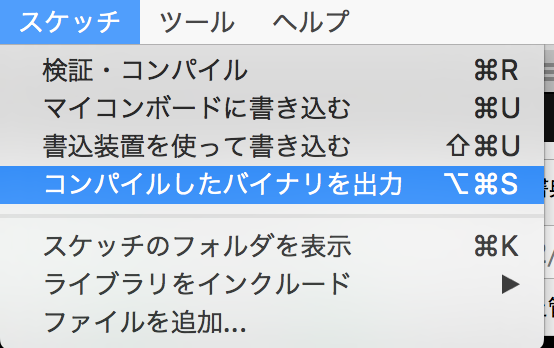 スケッチ ツール ヘルプ
検証・コンパイル ⌘R
マイコンボードに書き込む ⌘U
書込装置を使って書き込む ⇧⌘U
コンパイルしたバイナリを出力 ⌥⌘S
スケッチのフォルダを表示 ⌘K
ライブラリをインクルード ▶
ファイルを追加...